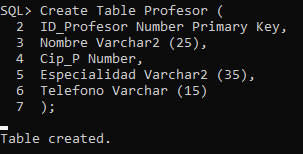 SQL> Create Table Profesor (
2 ID_Profesor Number Primary Key,
3 Nombre Varchar2 (25),
4 Cip_P Number,
5 Especialidad Varchar2 (35),
6 Telefono Varchar (15)
7 );
Table created.